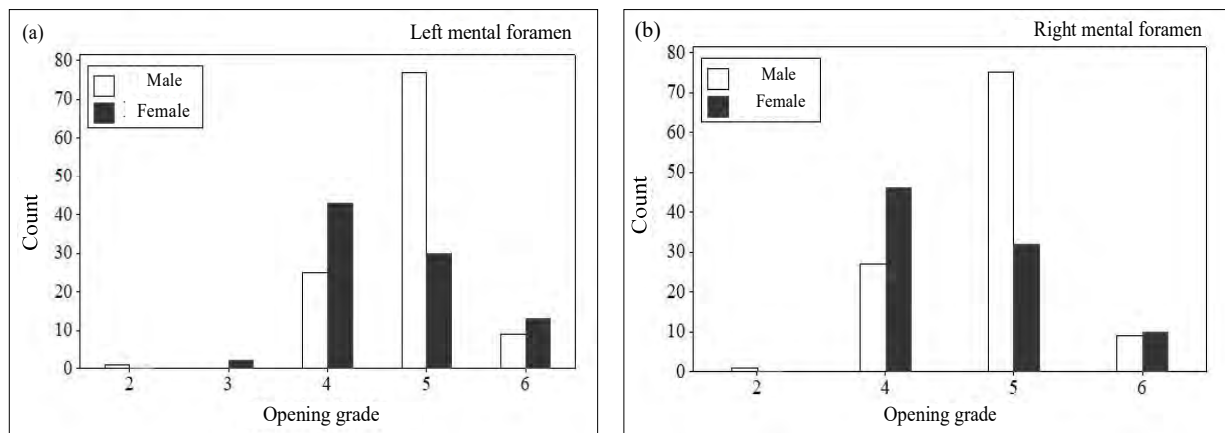 (a)
Left mental foramen
80
70
60
50
40
30
20
10
0
Count
Male
Female
2 3 4 5 6
Opening grade
(b)
Right mental foramen
80
70
60
50
40
30
20
10
0
Count
Male
Female
2 4 5 6
Opening grade